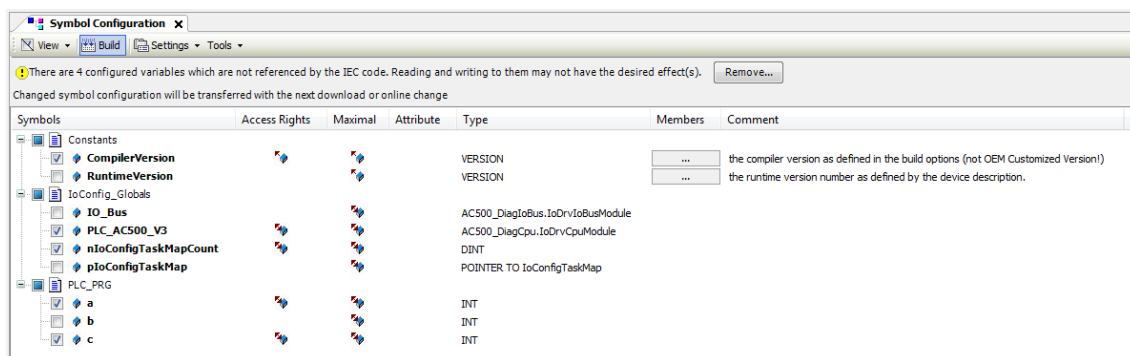 Symbol Configuration X
View Build Settings Tools
There are 4 configured variables which are not referenced by the IEC code. Reading and writing to them may not have the desired effect(s). Remove...
Changed symbol configuration will be transferred with the next download or online change
Symbols Access Rights Maximal Attribute Type Members Comment
Constants
CompilerVersion VERSION ... the compiler version as defined in the build options (not OEM Customized Version!)
RuntimeVersion VERSION ... the runtime version number as defined by the device description.
IoConfig_Globals
IO_Bus AC500_DiagIoBus.IoDrvIoBusModule
PLC_AC500_V3 AC500_DiagCpu.IoDrvCpuModule
nIoConfigTaskMapCount DINT
pIoConfigTaskMap POINTER TO IoConfigTaskMap
PLC_PRG
a INT
b INT
c INT